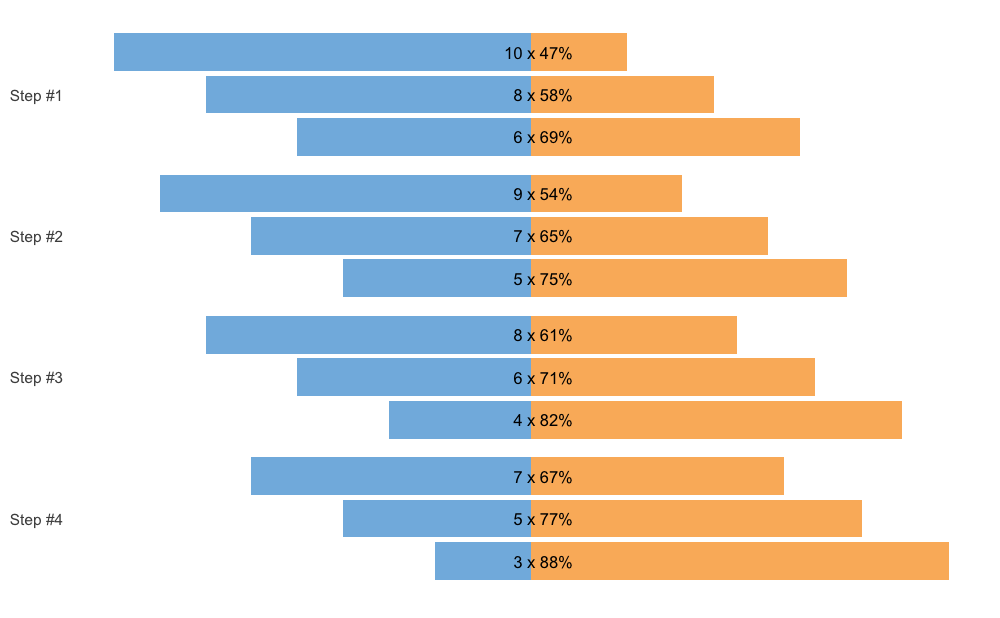 10 x 47%
Step #1
8 x 58%
6 x 69%
9 x 54%
Step #2
7 x 65%
5 x 75%
8 x 61%
Step #3
6 x 71%
4 x 82%
7 x 67%
Step #4
5 x 77%
3 x 88%